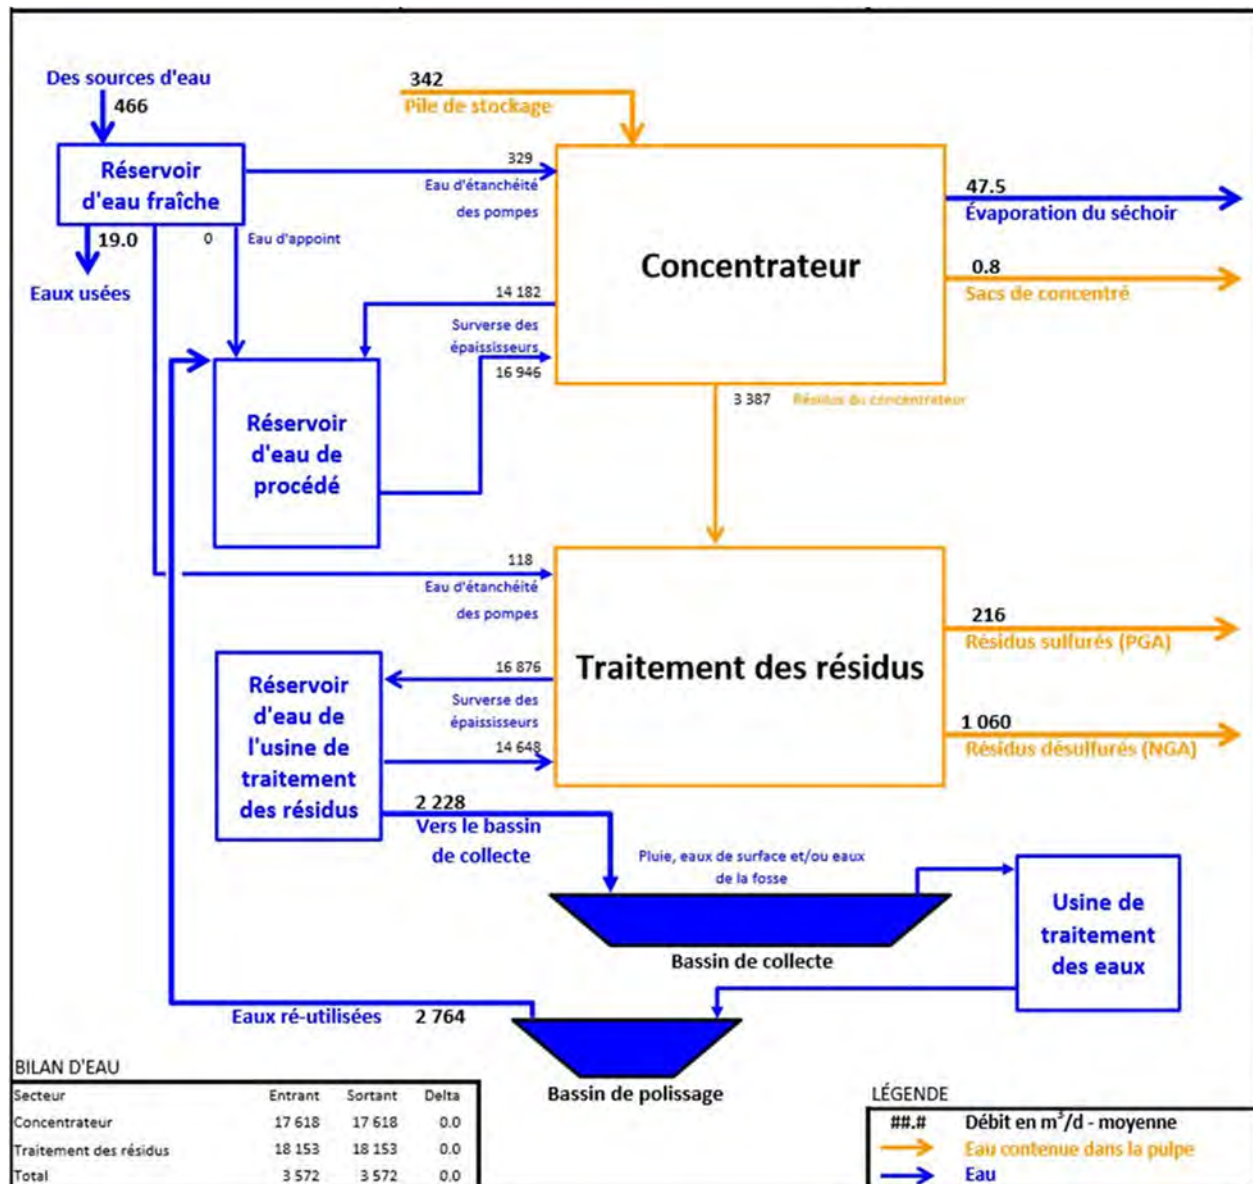 Des sources d'eau
466
342
Pile de stockage
Réservoir
d'eau fraîche
329
Eau d'étanchéité
des pompes
47.5
Évaporation du séchoir
19.0
0
Eau d'appoint
Eaux usées
Concentrateur
0.8
Sacs de concentré
14 182
Surverse des
épaississeurs
16 946
3 387
Résidus du concentrateur
Réservoir
d'eau de
procédé
118
Eau d'étanchéité
des pompes
216
Résidus sulfurés (PGA)
Traitement des résidus
16 876
Surverse des
épaississeurs
14 648
Réservoir
d'eau de
l'usine de
traitement
des résidus
1 060
Résidus désulfurés (NGA)
2 228
Vers le bassin
de collecte
Pluie, eaux de surface et/ou eaux
de la fosse
Usine de
traitement
des eaux
Bassin de collecte
Eaux ré-utilisées 2 764
Bassin de polissage
BILAN D'EAU
Secteur Entrant Sortant Delta
Concentrateur 17 618 17 618 0.0
Traitement des résidus 18 153 18 153 0.0
Total 3 572 3 572 0.0
LÉGENDE
##.# Débit en m³/d - moyenne
Eau contenue dans la pulpe
Eau